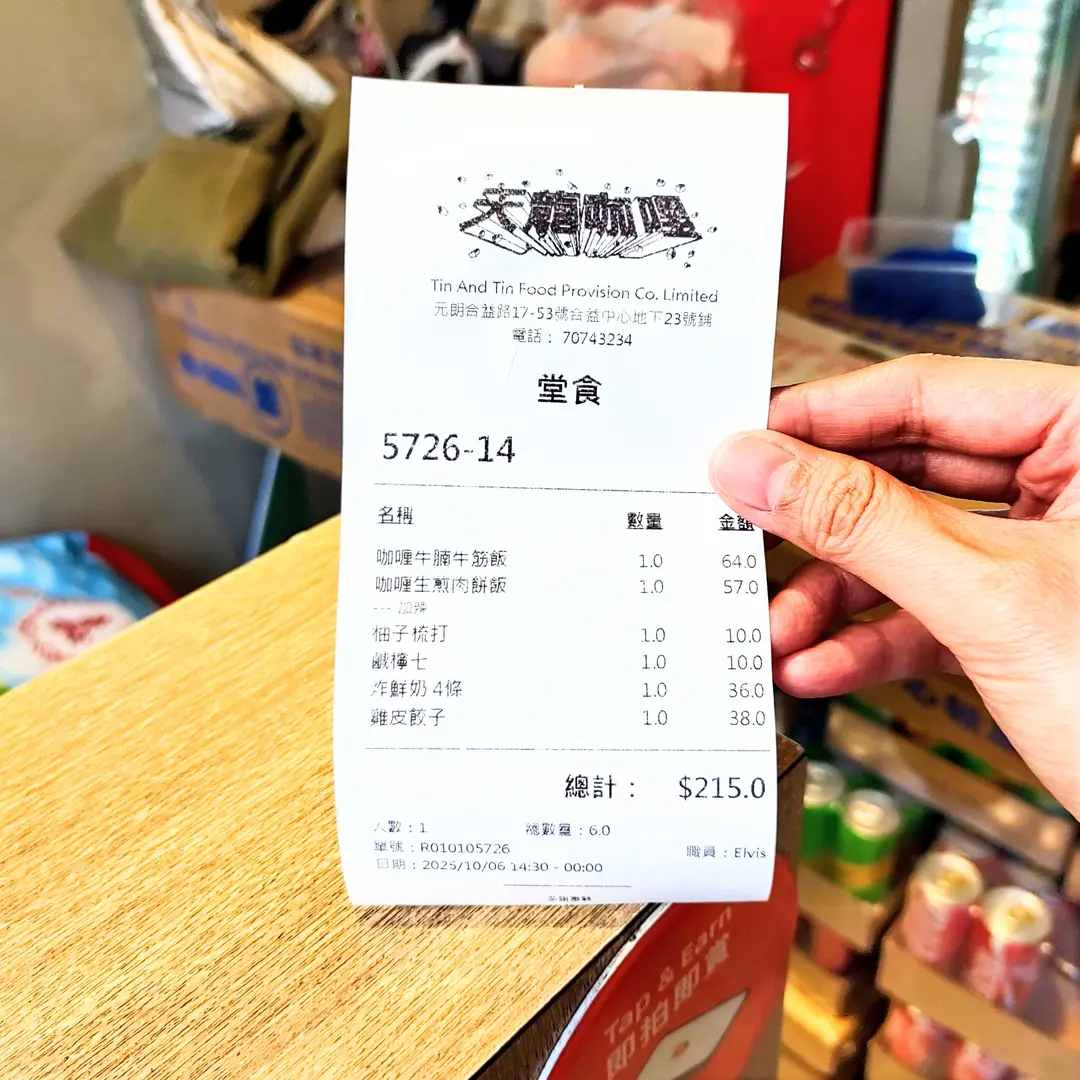 天龍咖喱
Tin And Tin Food Provision Co. Limited
元朗合益路17-53號合益中心地下23號鋪
電話： 70743234
堂食
5726-14
名稱 數量 金額
咖喱牛腩牛筋飯 1.0 64.0
咖喱生煎肉餅飯 1.0 57.0
--- 加辣
柚子梳打 1.0 10.0
鹹檸七 1.0 10.0
炸鮮奶 4條 1.0 36.0
雞皮餃子 1.0 38.0
總計： $215.0
人數：1 總數量：6.0
單號：R010105726 職員：Elvis
日期：2025/10/06 14:30 - 00:00
Tap & Earn
即拍即賞